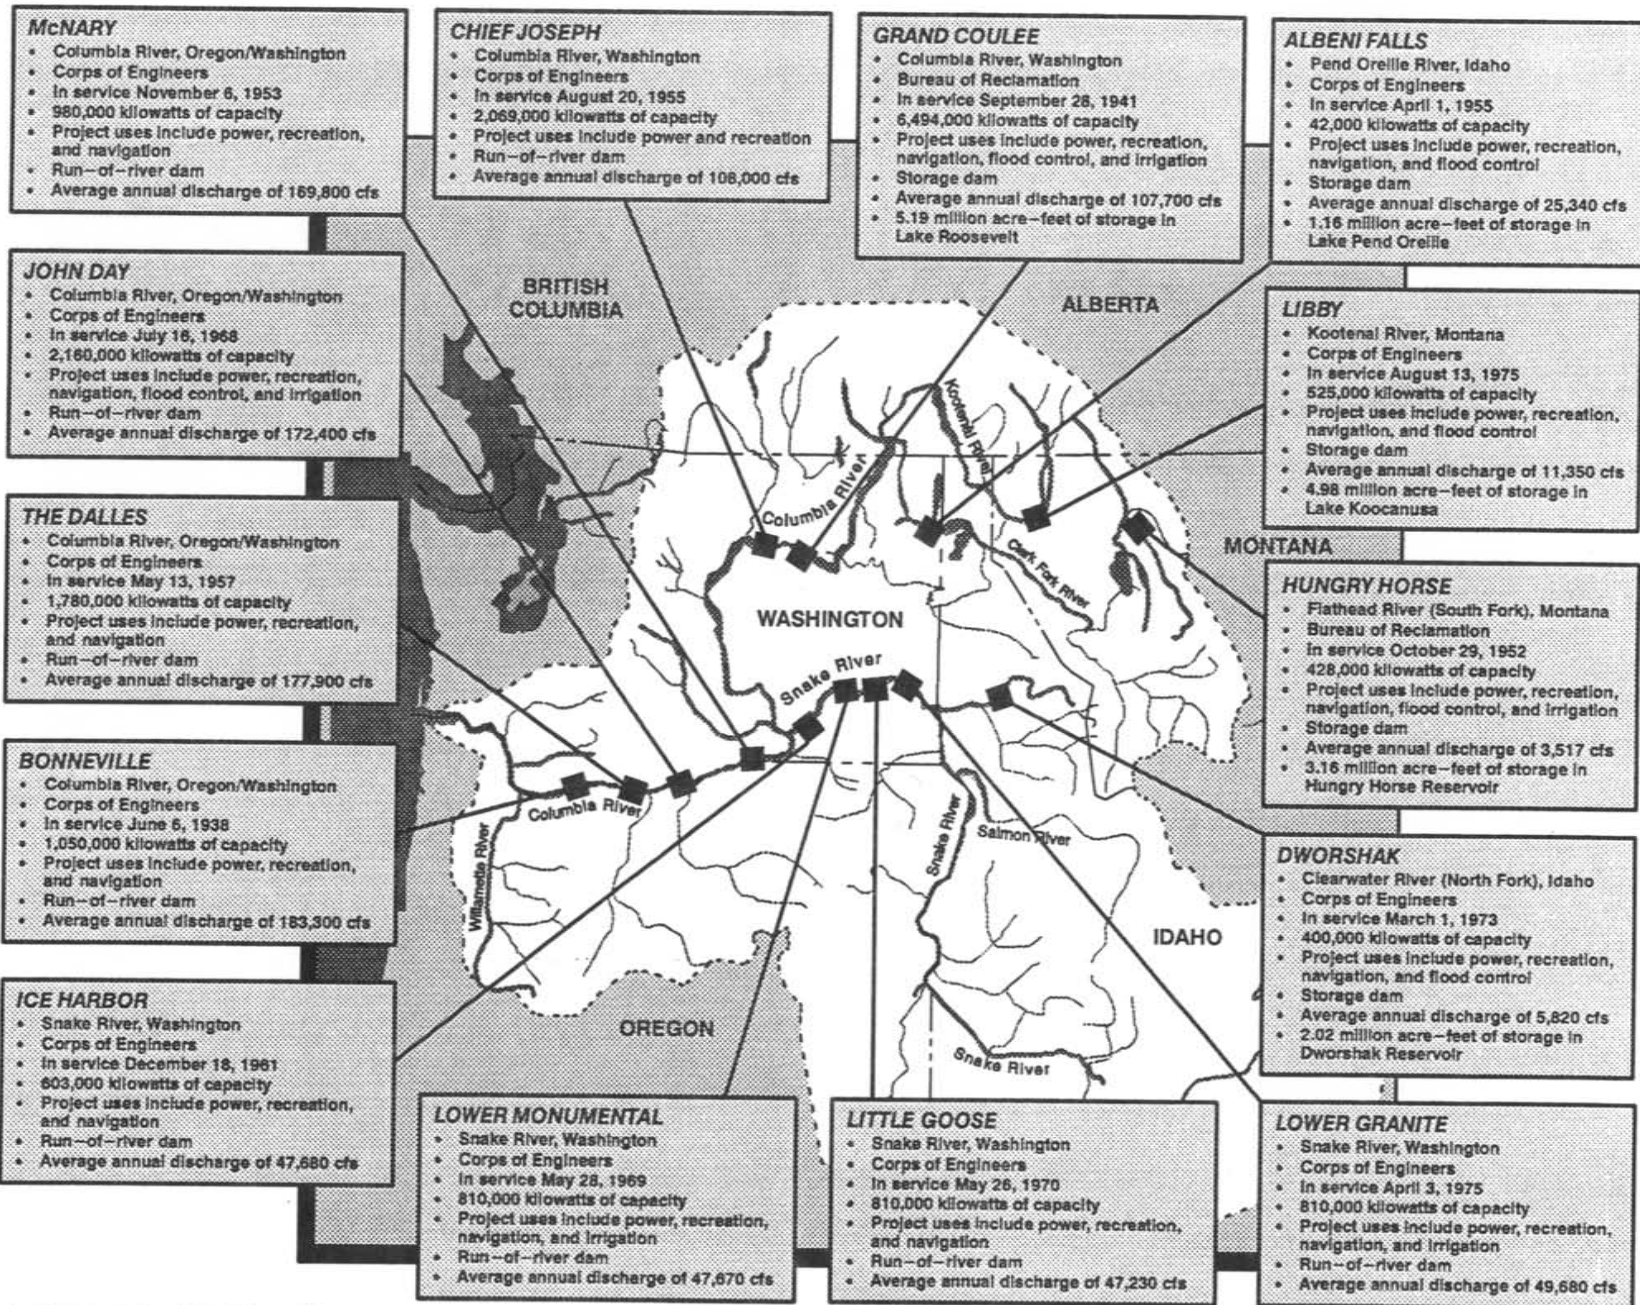 McNARY
• Columbia River, Oregon/Washington
• Corps of Engineers
• In service November 6, 1953
• 980,000 kilowatts of capacity
• Project uses include power, recreation,
and navigation
• Run-of-river dam
• Average annual discharge of 169,800 cfs
CHIEF JOSEPH
• Columbia River, Washington
• Corps of Engineers
• In service August 20, 1955
• 2,069,000 kilowatts of capacity
• Project uses include power and recreation
• Run-of-river dam
• Average annual discharge of 108,000 cfs
GRAND COULEE
• Columbia River, Washington
• Bureau of Reclamation
• In service September 28, 1941
• 6,494,000 kilowatts of capacity
• Project uses include power, recreation,
navigation, flood control, and irrigation
• Storage dam
• Average annual discharge of 107,700 cfs
• 5.19 million acre-feet of storage in
Lake Roosevelt
ALBENI FALLS
• Pend Oreille River, Idaho
• Corps of Engineers
• In service April 1, 1955
• 42,000 kilowatts of capacity
• Project uses include power, recreation,
navigation, and flood control
• Storage dam
• Average annual discharge of 25,340 cfs
• 1.16 million acre-feet of storage in
Lake Pend Oreille
JOHN DAY
• Columbia River, Oregon/Washington
• Corps of Engineers
• In service July 16, 1968
• 2,160,000 kilowatts of capacity
• Project uses include power, recreation,
navigation, flood control, and irrigation
• Run-of-river dam
• Average annual discharge of 172,400 cfs
LIBBY
• Kootenai River, Montana
• Corps of Engineers
• In service August 13, 1975
• 525,000 kilowatts of capacity
• Project uses include power, recreation,
navigation, and flood control
• Storage dam
• Average annual discharge of 11,350 cfs
• 4.98 million acre-feet of storage in
Lake Koocanusa
THE DALLES
• Columbia River, Oregon/Washington
• Corps of Engineers
• In service May 13, 1957
• 1,780,000 kilowatts of capacity
• Project uses include power, recreation,
and navigation
• Run-of-river dam
• Average annual discharge of 177,900 cfs
HUNGRY HORSE
• Flathead River (South Fork), Montana
• Bureau of Reclamation
• In service October 29, 1952
• 428,000 kilowatts of capacity
• Project uses include power, recreation,
navigation, flood control, and irrigation
• Storage dam
• Average annual discharge of 3,517 cfs
• 3.16 million acre-feet of storage in
Hungry Horse Reservoir
BONNEVILLE
• Columbia River, Oregon/Washington
• Corps of Engineers
• In service June 6, 1938
• 1,050,000 kilowatts of capacity
• Project uses include power, recreation,
and navigation
• Run-of-river dam
• Average annual discharge of 183,300 cfs
DWORSHAK
• Clearwater River (North Fork), Idaho
• Corps of Engineers
• In service March 1, 1973
• 400,000 kilowatts of capacity
• Project uses include power, recreation,
navigation, and flood control
• Storage dam
• Average annual discharge of 5,820 cfs
• 2.02 million acre-feet of storage in
Dworshak Reservoir
ICE HARBOR
• Snake River, Washington
• Corps of Engineers
• In service December 18, 1961
• 603,000 kilowatts of capacity
• Project uses include power, recreation,
and navigation
• Run-of-river dam
• Average annual discharge of 47,680 cfs
LOWER MONUMENTAL
• Snake River, Washington
• Corps of Engineers
• In service May 28, 1969
• 810,000 kilowatts of capacity
• Project uses include power, recreation,
navigation, and irrigation
• Run-of-river dam
• Average annual discharge of 47,670 cfs
LITTLE GOOSE
• Snake River, Washington
• Corps of Engineers
• In service May 26, 1970
• 810,000 kilowatts of capacity
• Project uses include power, recreation,
and navigation
• Run-of-river dam
• Average annual discharge of 47,230 cfs
LOWER GRANITE
• Snake River, Washington
• Corps of Engineers
• In service April 3, 1975
• 810,000 kilowatts of capacity
• Project uses include power, recreation,
navigation, and irrigation
• Run-of-river dam
• Average annual discharge of 49,680 cfs
BRITISH
COLUMBIA
ALBERTA
Kootenai River
Columbia River
MONTANA
Clark Fork River
WASHINGTON
Snake River
Columbia River
Willamette River
Snake River
Salmon River
IDAHO
OREGON
Snake River